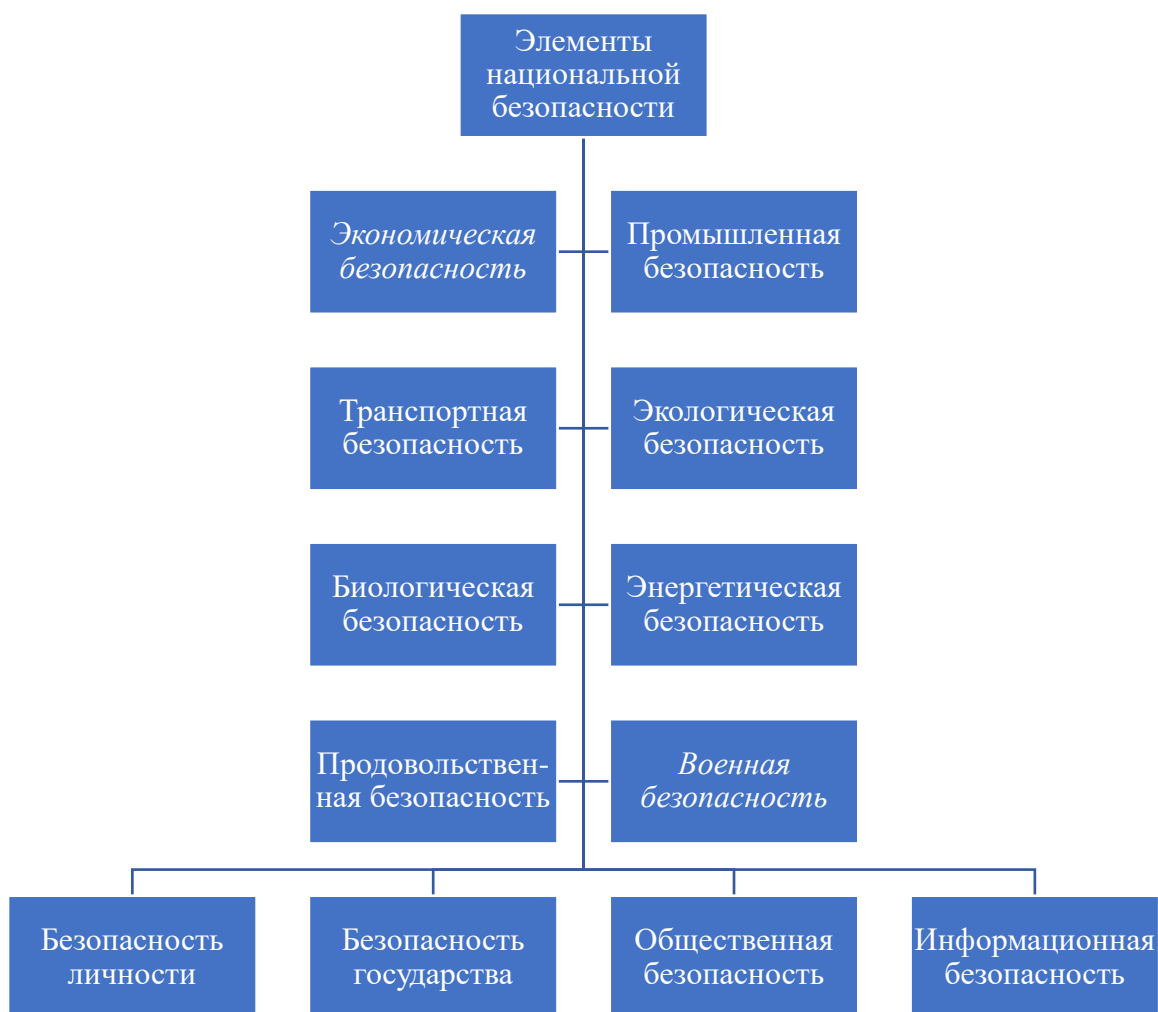 Элементы
национальной
безопасности
Экономическая
безопасность
Промышленная
безопасность
Транспортная
безопасность
Экологическая
безопасность
Биологическая
безопасность
Энергетическая
безопасность
Продовольствен-
ная безопасность
Военная
безопасность
Безопасность
личности
Безопасность
государства
Общественная
безопасность
Информационная
безопасность